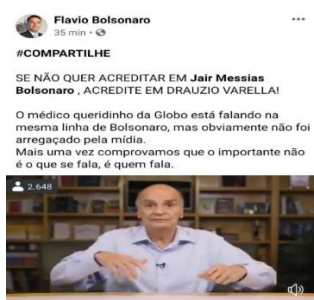 Flavio Bolsonaro
35 min •
#COMPARTILHE
SE NÃO QUER ACREDITAR EM Jair Messias
Bolsonaro , ACREDITE EM DRAUZIO VARELLA!
O médico queridinho da Globo está falando na
mesma linha de Bolsonaro, mas obviamente não foi
arregaçado pela mídia.
Mais uma vez comprovamos que o importante não
é o que se fala, é quem fala.
2.648